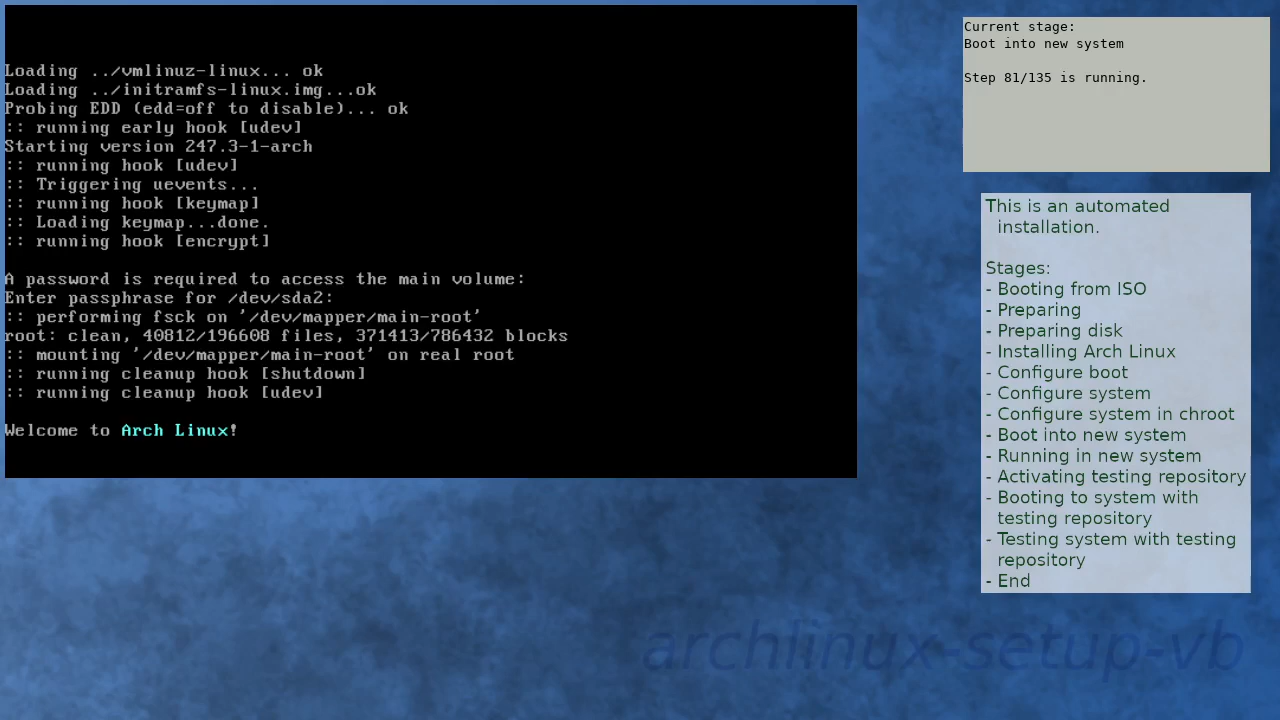 Loading ../vmlinuz-linux... ok
Loading ../initramfs-linux.img...ok
Probing EDD (edd=off to disable)... ok
:: running early hook [udev]
Starting version 247.3-1-arch
:: running hook [udev]
:: Triggering uevents...
:: running hook [keymap]
:: Loading keymap...done.
:: running hook [encrypt]

A password is required to access the main volume:
Enter passphrase for /dev/sda2:
:: performing fsck on '/dev/mapper/main-root'
root: clean, 40812/196608 files, 371413/786432 blocks
:: mounting '/dev/mapper/main-root' on real root
:: running cleanup hook [shutdown]
:: running cleanup hook [udev]

Welcome to Arch Linux!

Current stage:
Boot into new system

Step 81/135 is running.

This is an automated
installation.

Stages:
- Booting from ISO
- Preparing
- Preparing disk
- Installing Arch Linux
- Configure boot
- Configure system
- Configure system in chroot
- Boot into new system
- Running in new system
- Activating testing repository
- Booting to system with
testing repository
- Testing system with testing
repository
- End

archlinux-setup-vb